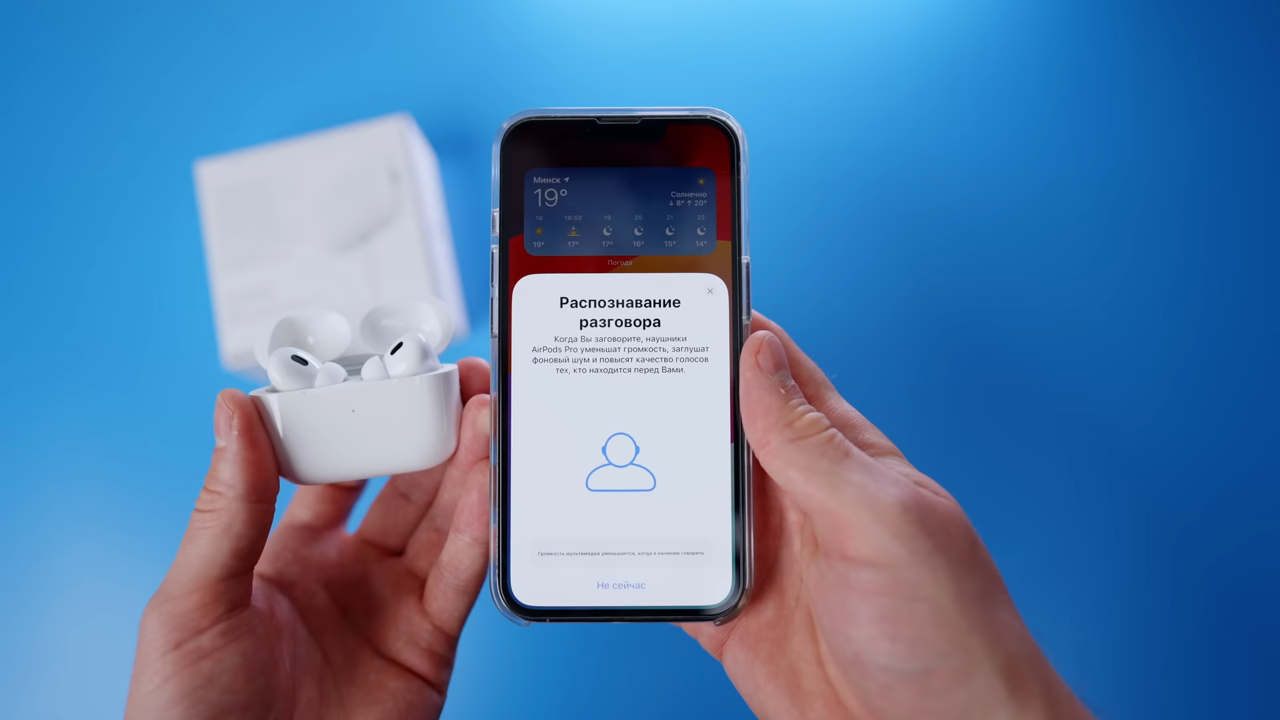 Минск
19°
Солнечно
↓ 8° ↑ 20°
18 18:59 19 20 21 22
19° 17° 17° 16° 15° 14°
Погода
Распознавание
разговора
Когда Вы заговорите, наушники
AirPods Pro уменьшат громкость, заглушат
фоновый шум и повысят качество голосов
тех, кто находится перед Вами.
Громкость мультимедиа уменьшается, когда я начинаю говорить
Не сейчас